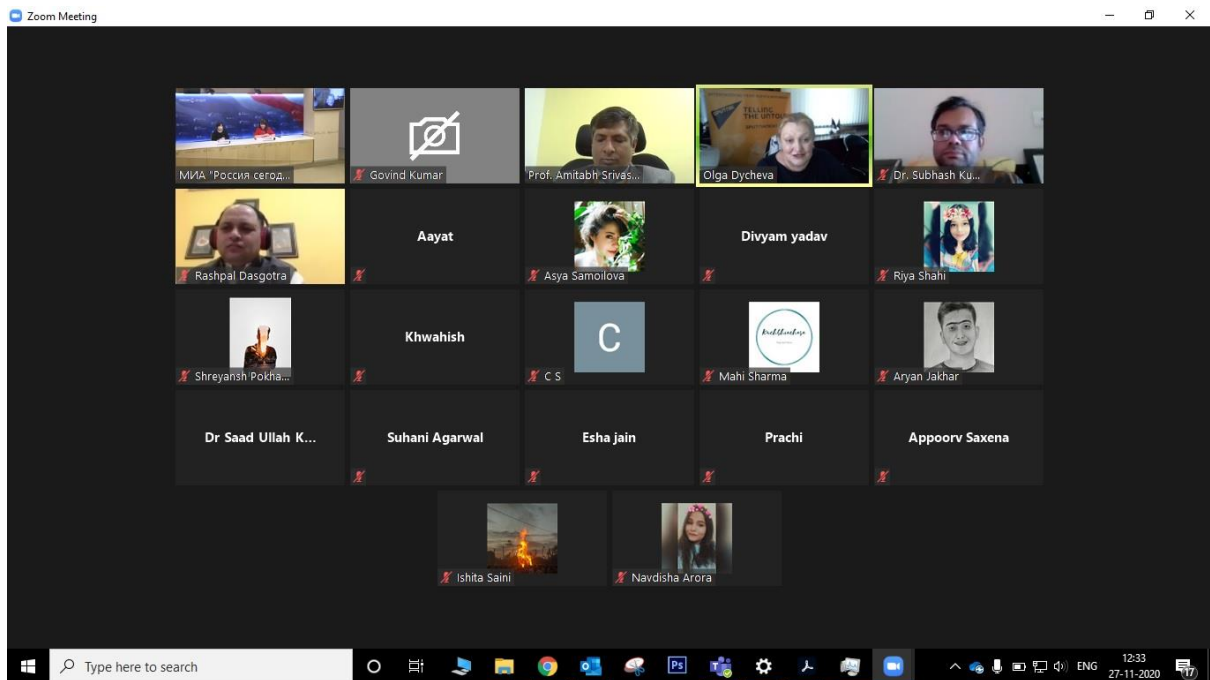 Zoom Meeting
МИА "Россия сегод...
Govind Kumar
Prof. Amitabh Srivas...
TELLING
THE UNTOLD
Olga Dycheva
Dr. Subhash Ku...
Rashpal Dasgotra
Aayat
Asya Samoilova
Divyam yadav
Riya Shahi
Shreyansh Pokha...
Khwahish
C
C S
Mahi Sharma
Aryan Jakhar
Dr Saad Ullah K...
Suhani Agarwal
Esha jain
Prachi
Appoorv Saxena
Ishita Saini
Navdisha Arora
Type here to search
Ps
ENG
12:33
27-11-2020
17